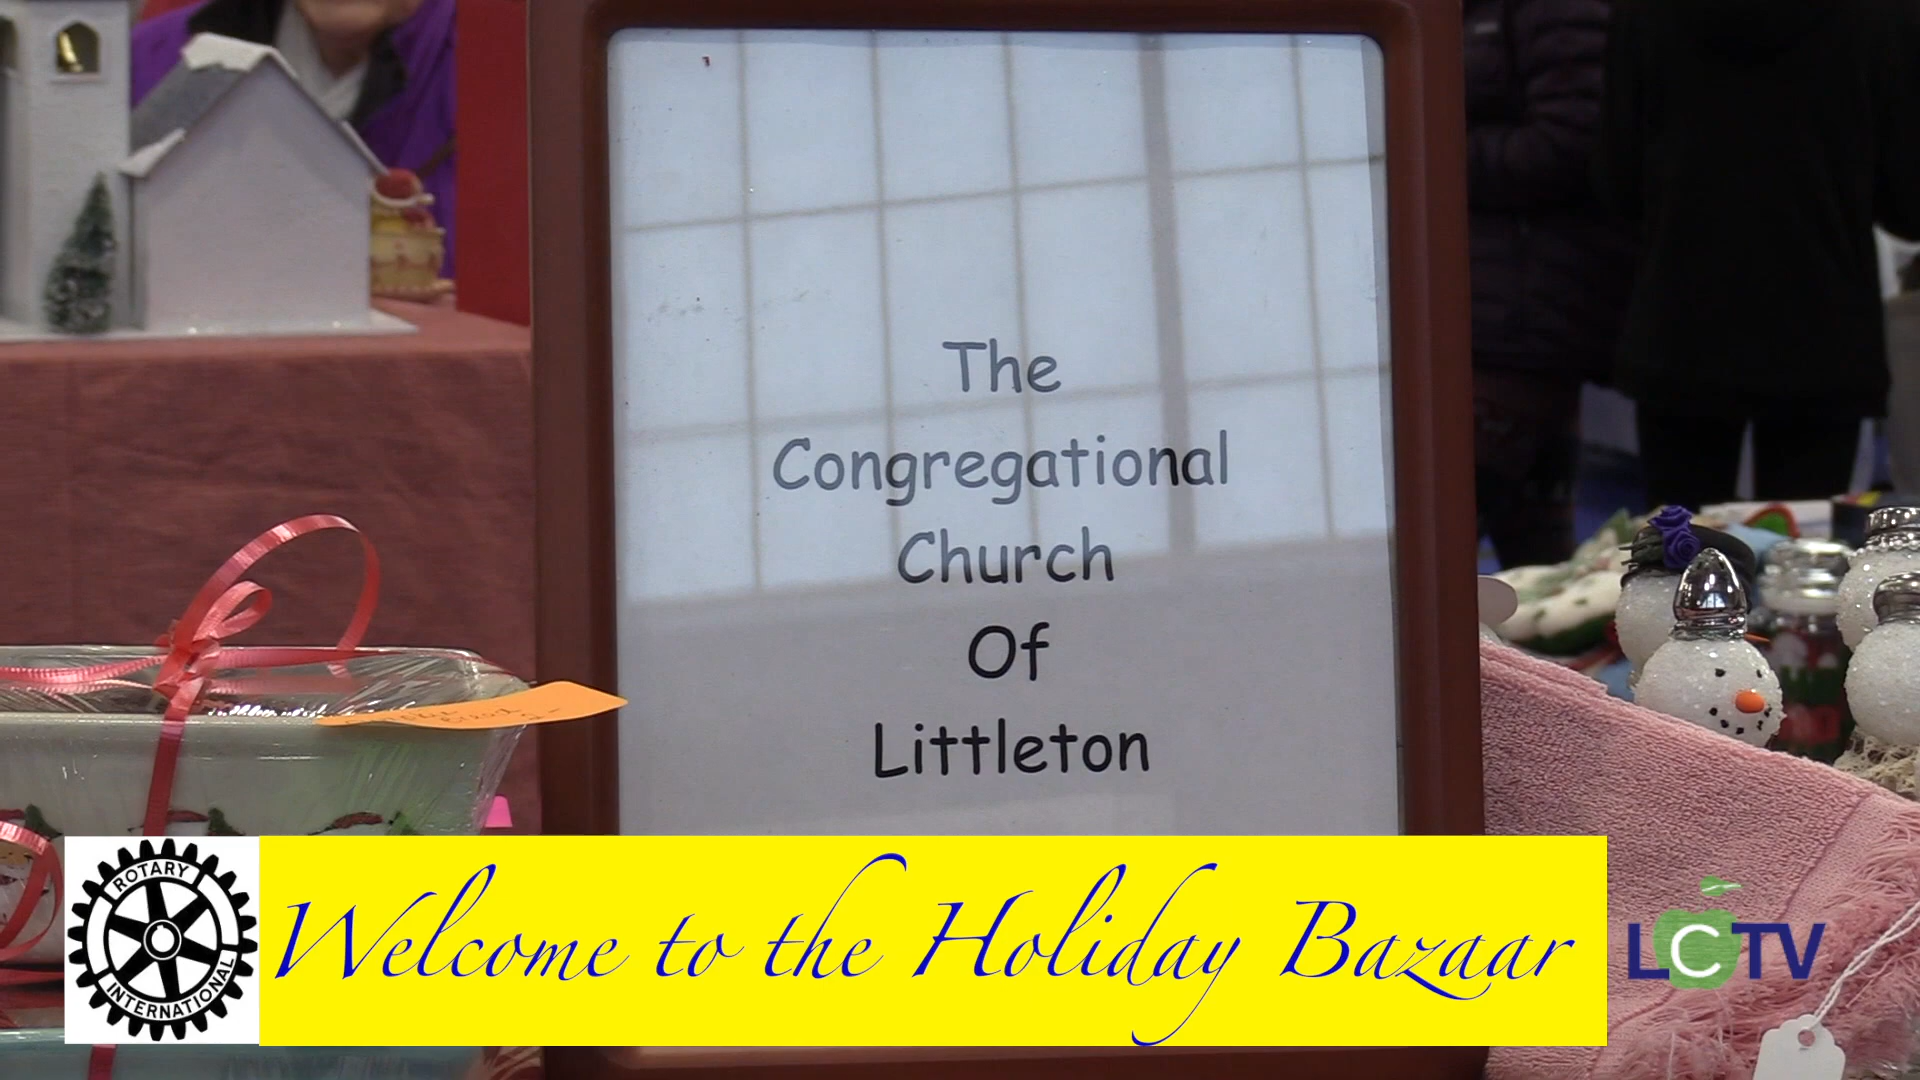 The
Congregational
Church
Of
Littleton
ROTARY
INTERNATIONAL
Welcome to the Holiday Bazaar
LCTV